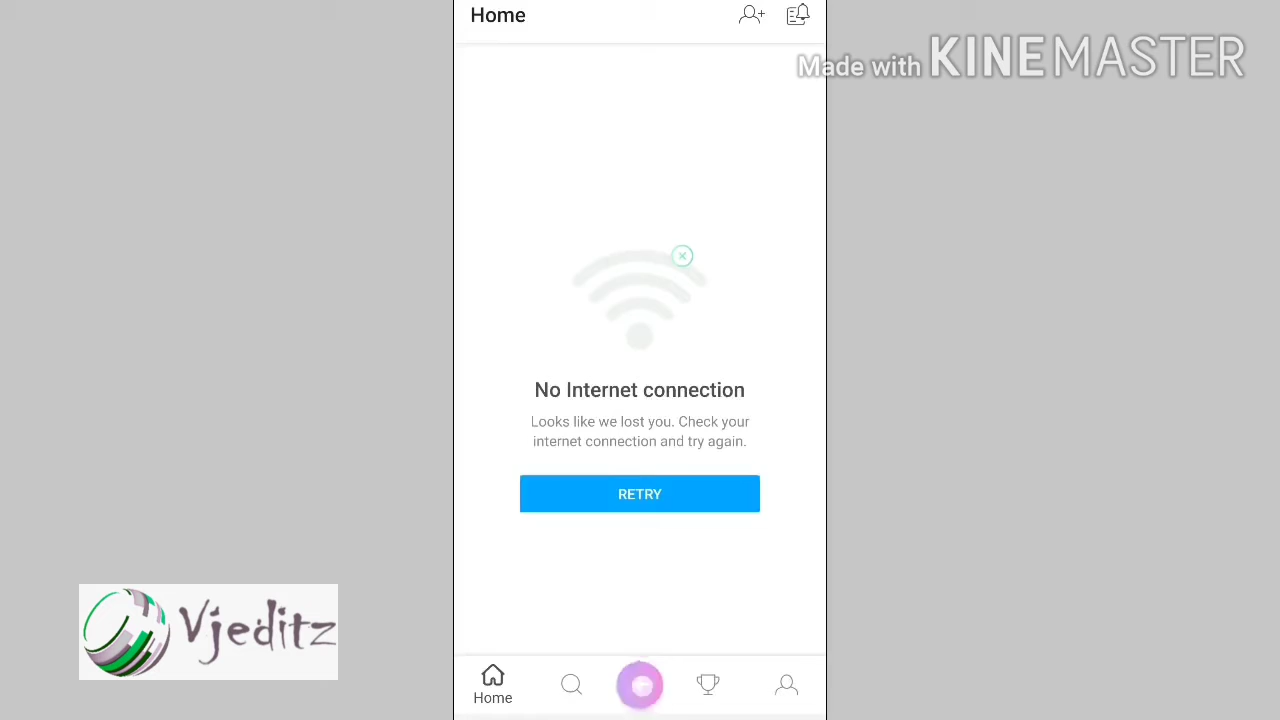 Home
Made with KINEMASTER
No Internet connection
Looks like we lost you. Check your
internet connection and try again.
RETRY
Vjeditz
Home